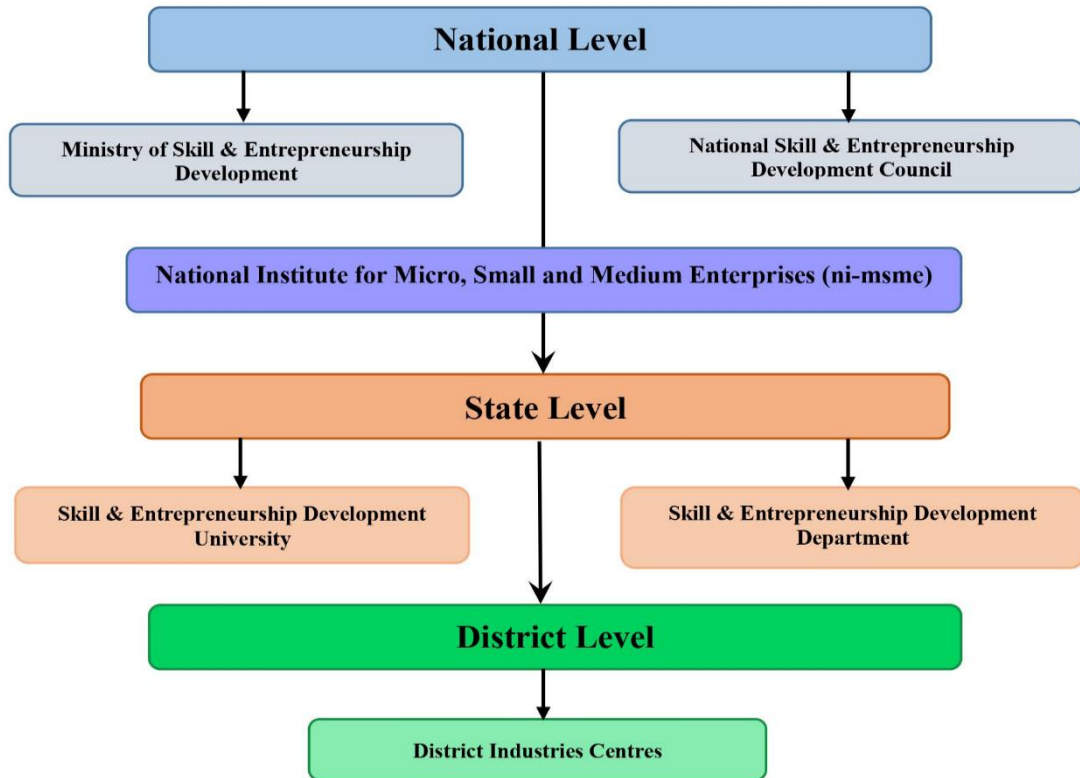 National Level
Ministry of Skill & Entrepreneurship
Development
National Skill & Entrepreneurship
Development Council
National Institute for Micro, Small and Medium Enterprises (ni-msme)
State Level
Skill & Entrepreneurship Development
University
Skill & Entrepreneurship Development
Department
District Level
District Industries Centres